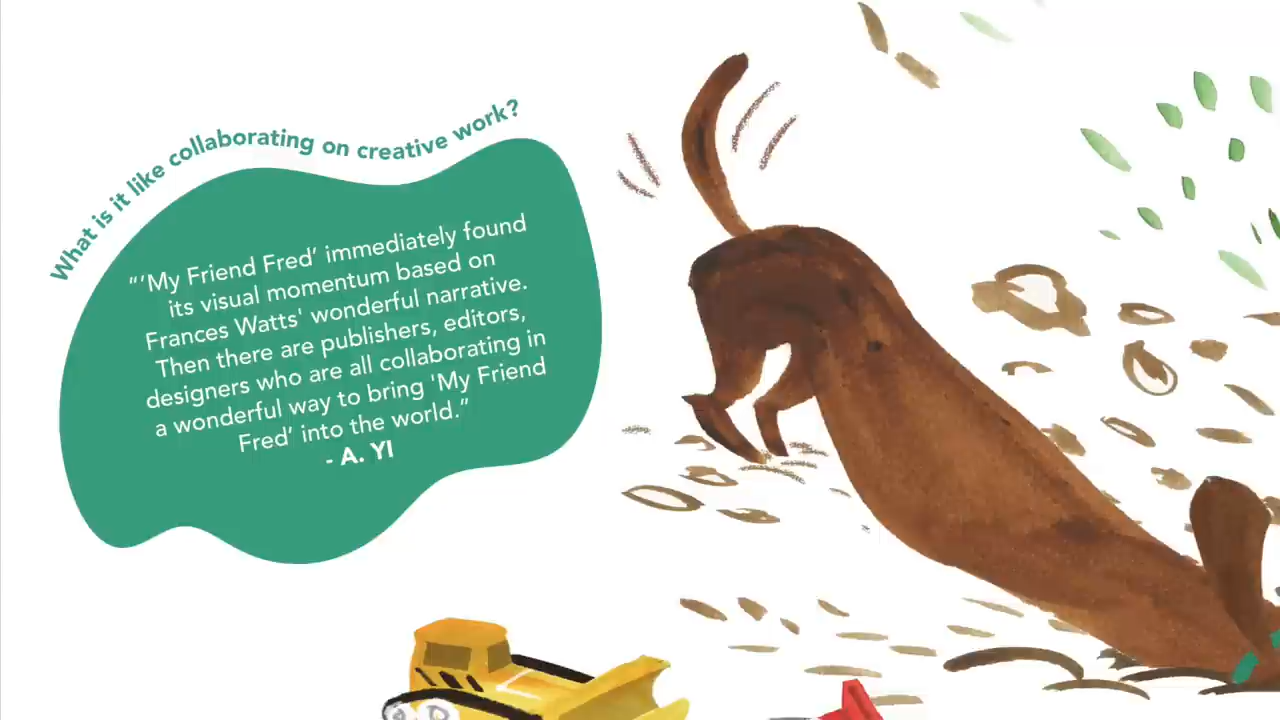 What is it like collaborating on creative work?
“‘My Friend Fred’ immediately found
its visual momentum based on
Frances Watts' wonderful narrative.
Then there are publishers, editors,
designers who are all collaborating in
a wonderful way to bring 'My Friend
Fred’ into the world.”
- A. YI